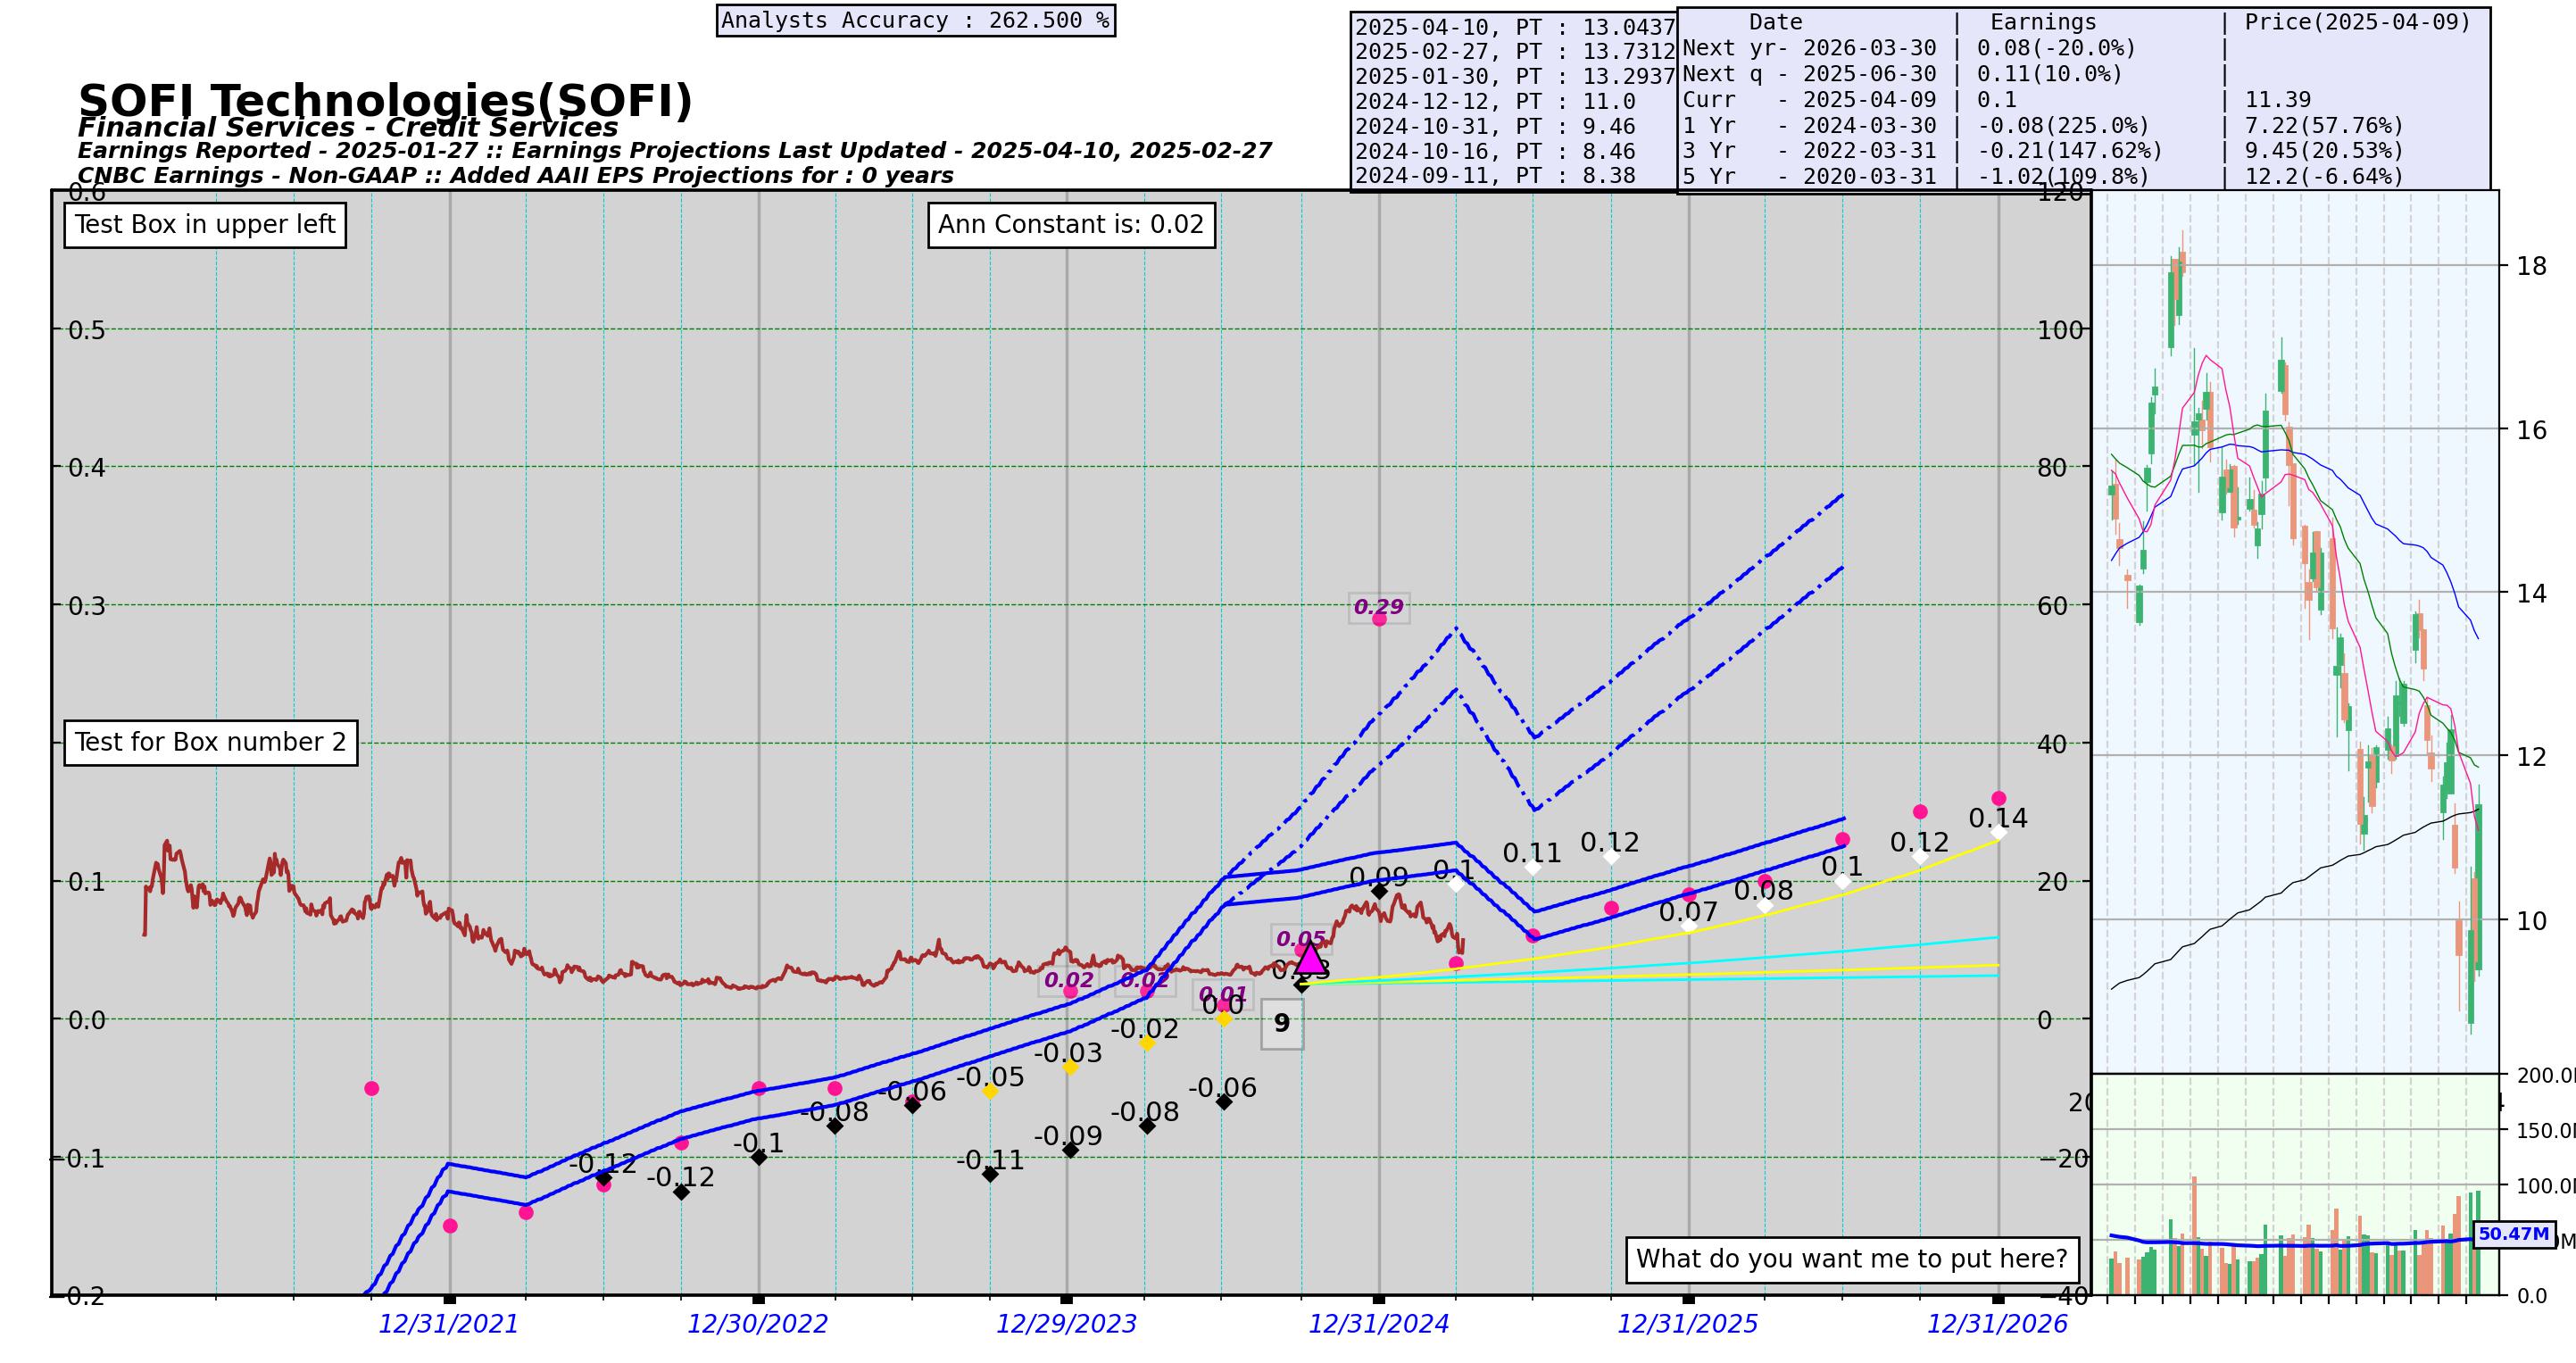 Analysts Accuracy : 262.500 %
2025-04-10, PT : 13.0437
2025-02-27, PT : 13.7312
2025-01-30, PT : 13.2937
2024-12-12, PT : 11.0
2024-10-31, PT : 9.46
2024-10-16, PT : 8.46
2024-09-11, PT : 8.38
Date | Earnings | Price(2025-04-09)
Next yr- 2026-03-30 | 0.08(-20.0%) |
Next q - 2025-06-30 | 0.11(10.0%) |
Curr - 2025-04-09 | 0.1 | 11.39
1 Yr - 2024-03-30 | -0.08(225.0%) | 7.22(57.76%)
3 Yr - 2022-03-31 | -0.21(147.62%) | 9.45(20.53%)
5 Yr - 2020-03-31 | -1.02(109.8%) | 12.2(-6.64%)
SOFI Technologies(SOFI)
Financial Services - Credit Services
Earnings Reported - 2025-01-27 :: Earnings Projections Last Updated - 2025-04-10, 2025-02-27
CNBC Earnings - Non-GAAP :: Added AAII EPS Projections for : 0 years
0.6
0.5
0.4
0.3
0.1
0.0
−0.1
−0.2
Test Box in upper left
Ann Constant is: 0.02
Test for Box number 2
-0.12
-0.12
-0.1
-0.08
-0.06
-0.05
-0.11
0.02
-0.03
-0.09
0.02
-0.02
-0.08
0.01
0.0
-0.06
0.05
0.03
9
0.29
0.09
0.1
0.11
0.12
0.07
0.08
0.1
0.12
0.14
What do you want me to put here?
120
100
80
60
40
20
0
−20
−40
18
16
14
12
10
200.0
150.0
100.0
50.47M
0.0
12/31/2021
12/30/2022
12/29/2023
12/31/2024
12/31/2025
12/31/2026